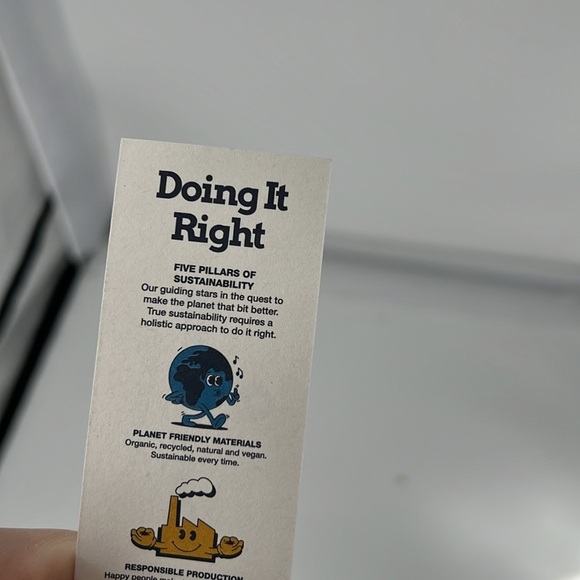 Doing It
Right
FIVE PILLARS OF
SUSTAINABILITY
Our guiding stars in the quest to
make the planet that bit better.
True sustainability requires a
holistic approach to do it right.
PLANET FRIENDLY MATERIALS
Organic, recycled, natural and vegan.
Sustainable every time.
RESPONSIBLE PRODUCTION
Happy people